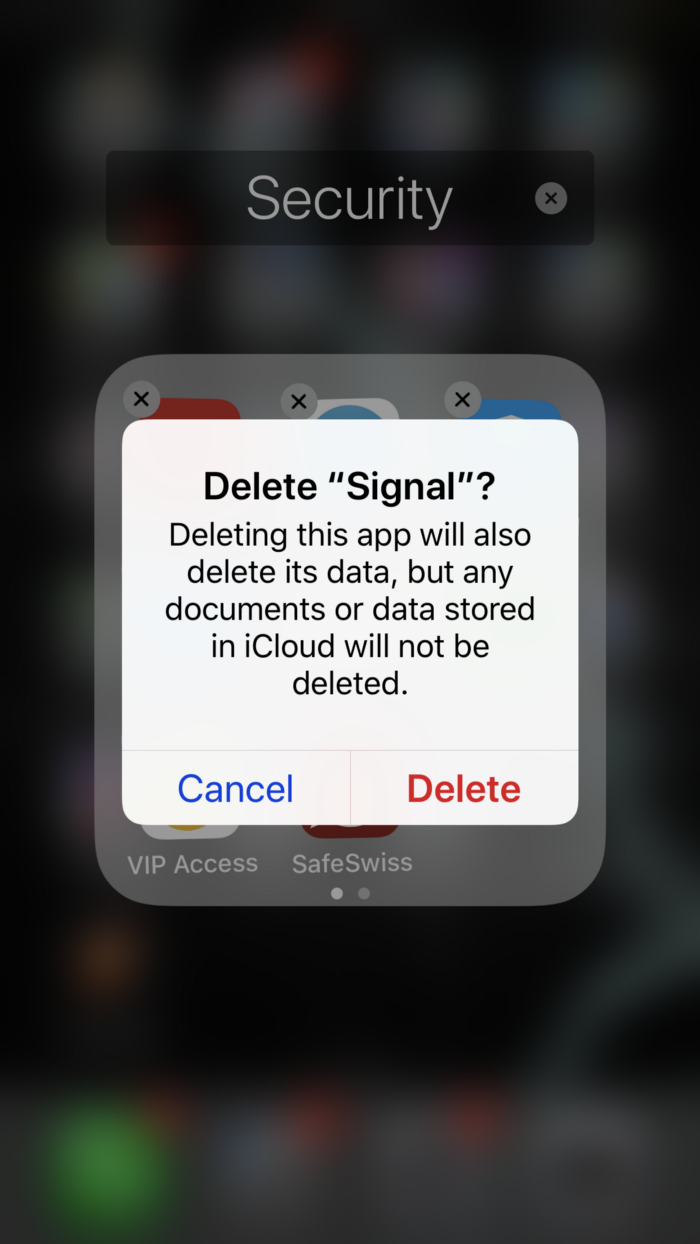 Security
Delete “Signal”?
Deleting this app will also
delete its data, but any
documents or data stored
in iCloud will not be
deleted.
Cancel
Delete
VIP Access
SafeSwiss